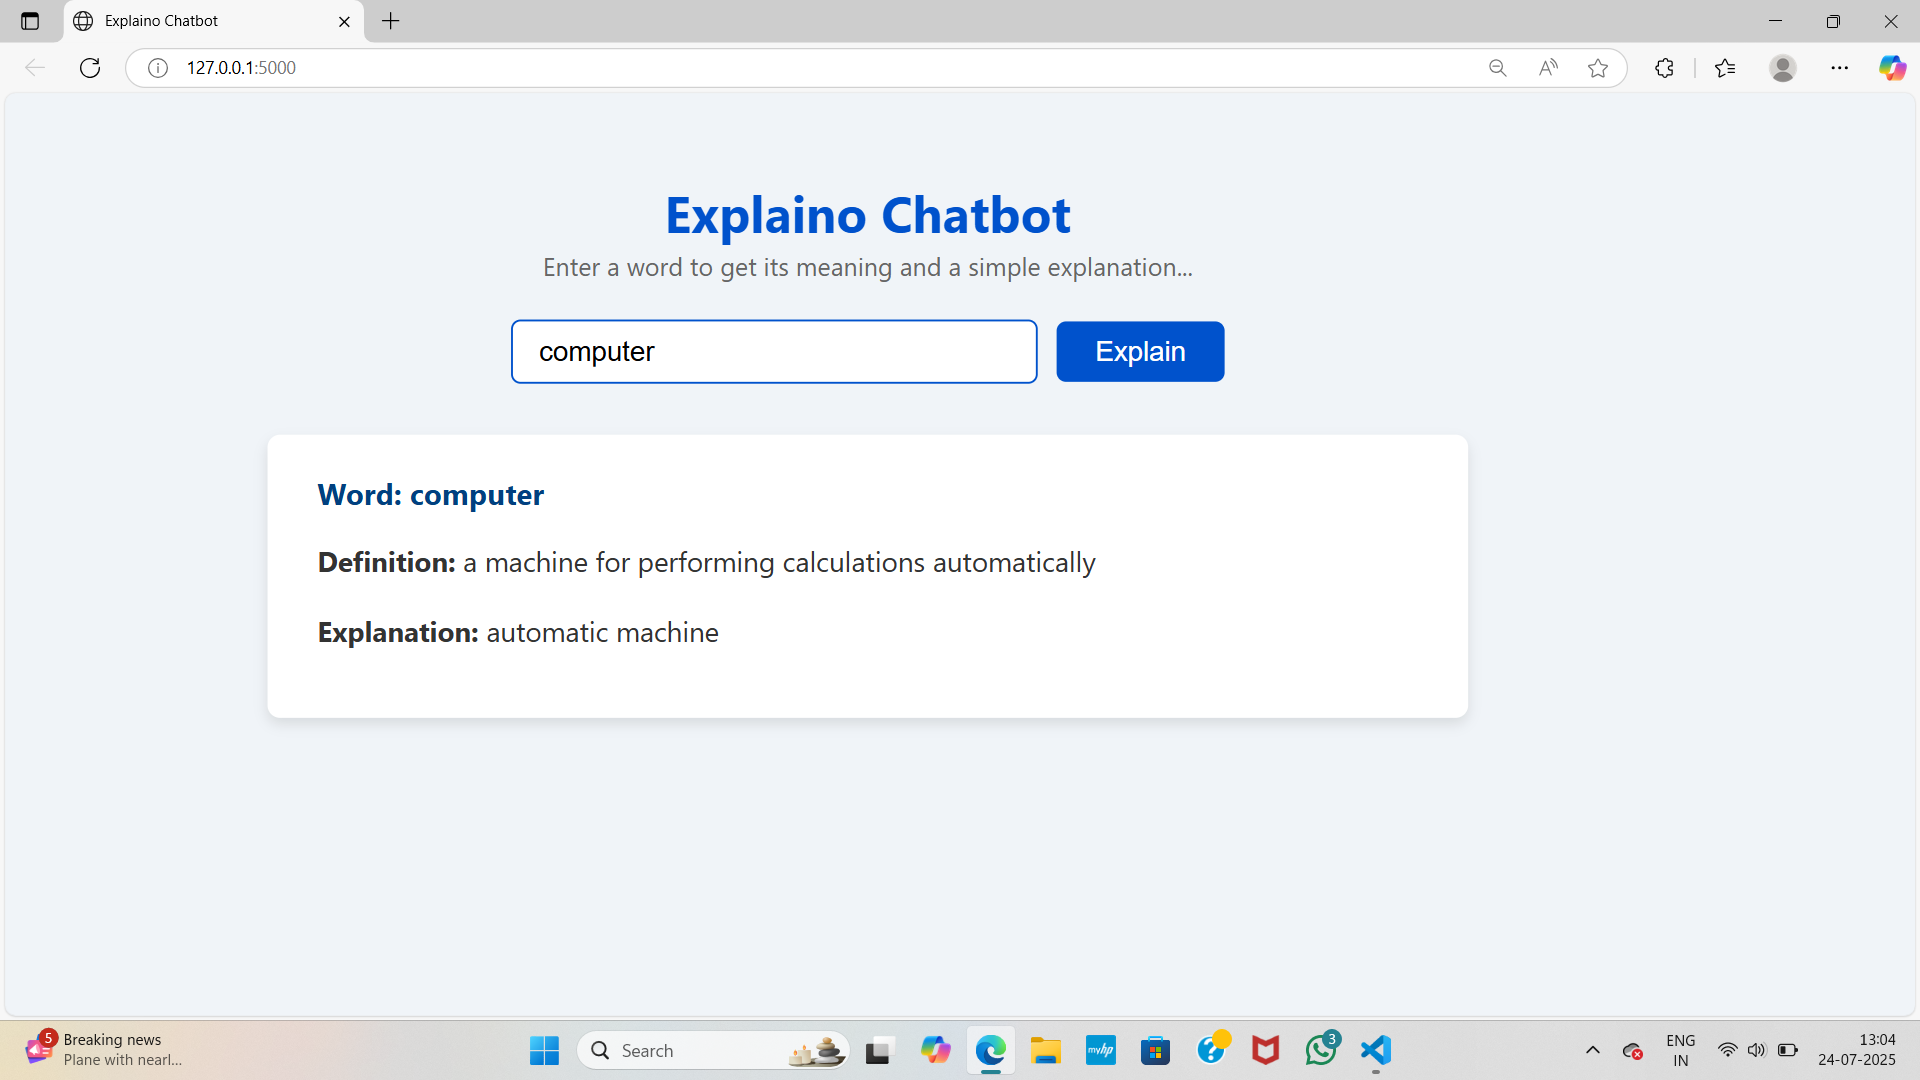 Explaino Chatbot
127.0.0.1:5000
Explaino Chatbot
Enter a word to get its meaning and a simple explanation...
computer
Explain
Word: computer
Definition: a machine for performing calculations automatically
Explanation: automatic machine
5
Breaking news
Plane with nearl...
Search
myhp
3
ENG
IN
13:04
24-07-2025